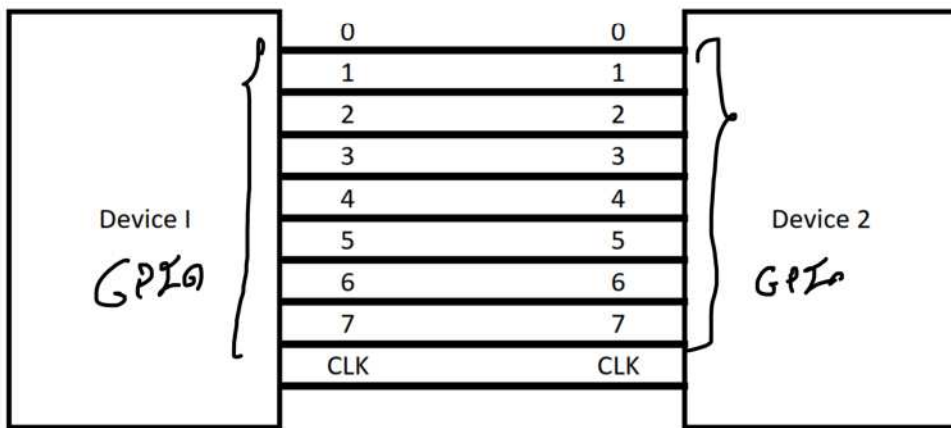 0 0
1 1
2 2
3 3
4 4
Device I Device 2
5 5
GPIO GPIO
6 6
7 7
CLK CLK